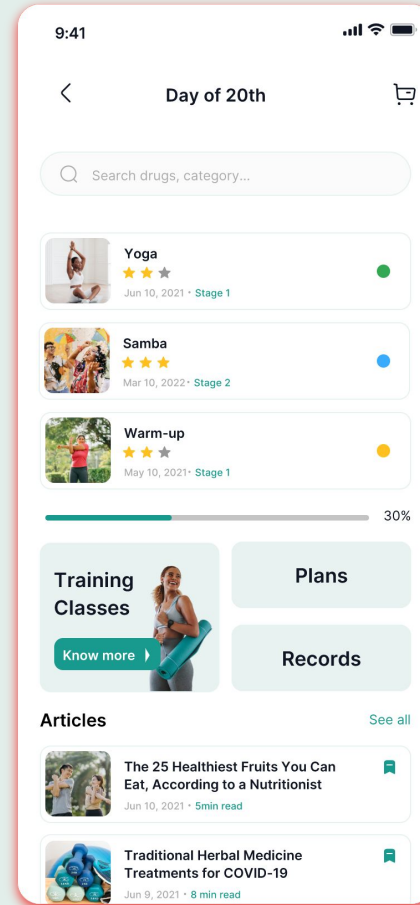 9:41
Day of 20th
Search drugs, category...
Yoga
Jun 10, 2021 • Stage 1
Samba
Mar 10, 2022• Stage 2
Warm-up
May 10, 2021• Stage 1
30%
Training
Classes
Know more
Plans
Records
Articles
See all
The 25 Healthiest Fruits You Can
Eat, According to a Nutritionist
Jun 10, 2021 • 5min read
Traditional Herbal Medicine
Treatments for COVID-19
Jun 9, 2021 • 8 min read